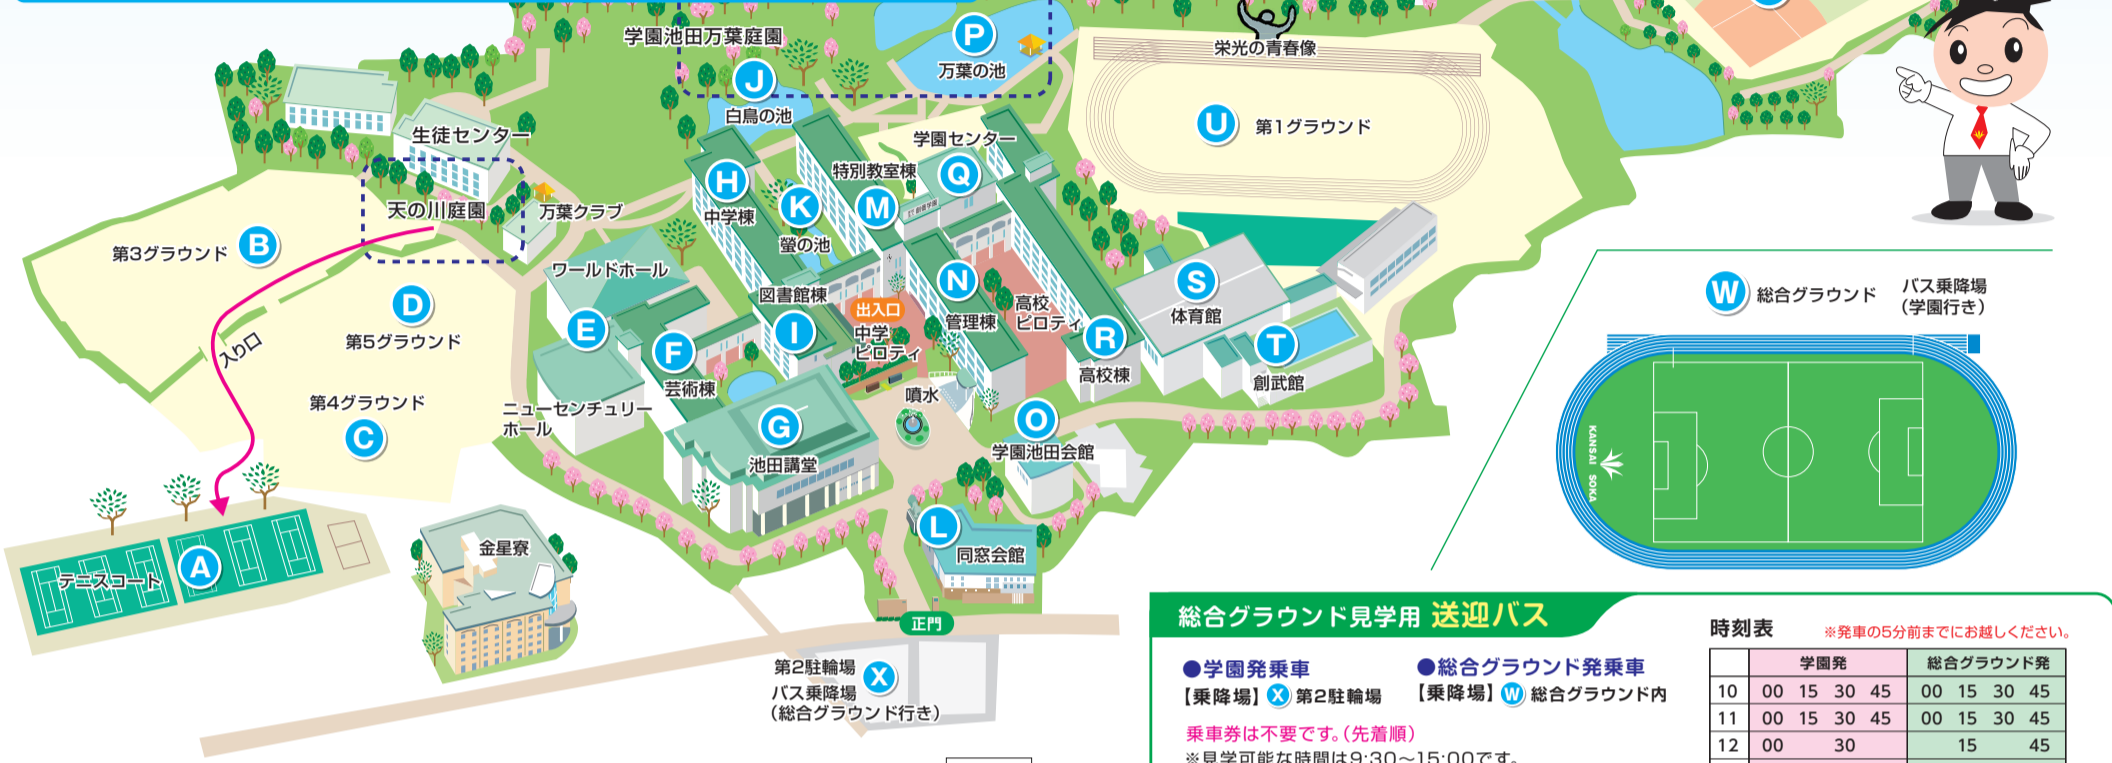 学園池田万葉庭園
P
万葉の池
J
白鳥の池
栄光の青春像
U 第1グラウンド
生徒センター
学園センター
Q
特別教室棟
M
H
中学棟
K
螢の池
天の川庭園
万葉クラブ
第3グラウンド B
ワールドホール
D
第5グラウンド
入り口
第4グラウンド
C
E
ニューセンチュリー
ホール
F
芸術棟
図書館棟
I
出入口
中学
ピロティ
N
管理棟
高校
ピロティ
R
高校棟
S
体育館
T
創武館
噴水
G
池田講堂
O
学園池田会館
L
同窓会館
テニスコート A
金星寮
正門
第2駐輪場
バス乗降場
(総合グラウンド行き)
X
W 総合グラウンド バス乗降場
(学園行き)
KANSAI SOKA
総合グラウンド見学用 送迎バス
●学園発乗車
【乗降場】 X 第2駐輪場
●総合グラウンド発乗車
【乗降場】 W 総合グラウンド内
乗車券は不要です。(先着順)
※見学可能な時間は9:30~15:00です。
時刻表 ※発車の5分前までにお越しください。
学園発 総合グラウンド発
10 00 15 30 45 00 15 30 45
11 00 15 30 45 00 15 30 45
12 00 30 15 45